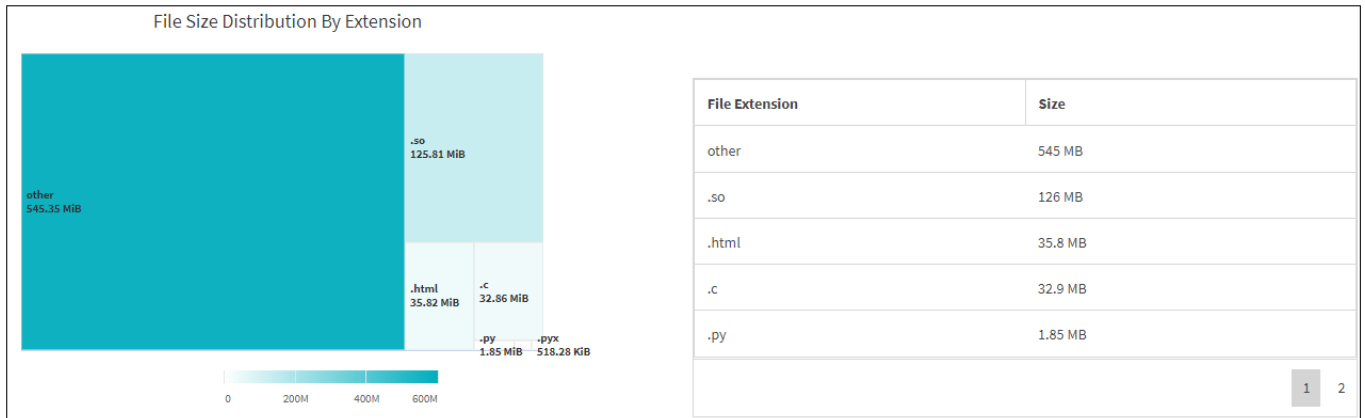 File Size Distribution By Extension
.so
125.81 MiB
other
545.35 MiB
.html
35.82 MiB
.c
32.86 MiB
.py
1.85 MiB
.pyx
518.28 KiB
0 200M 400M 600M
File Extension Size
other 545 MB
.so 126 MB
.html 35.8 MB
.c 32.9 MB
.py 1.85 MB
1 2